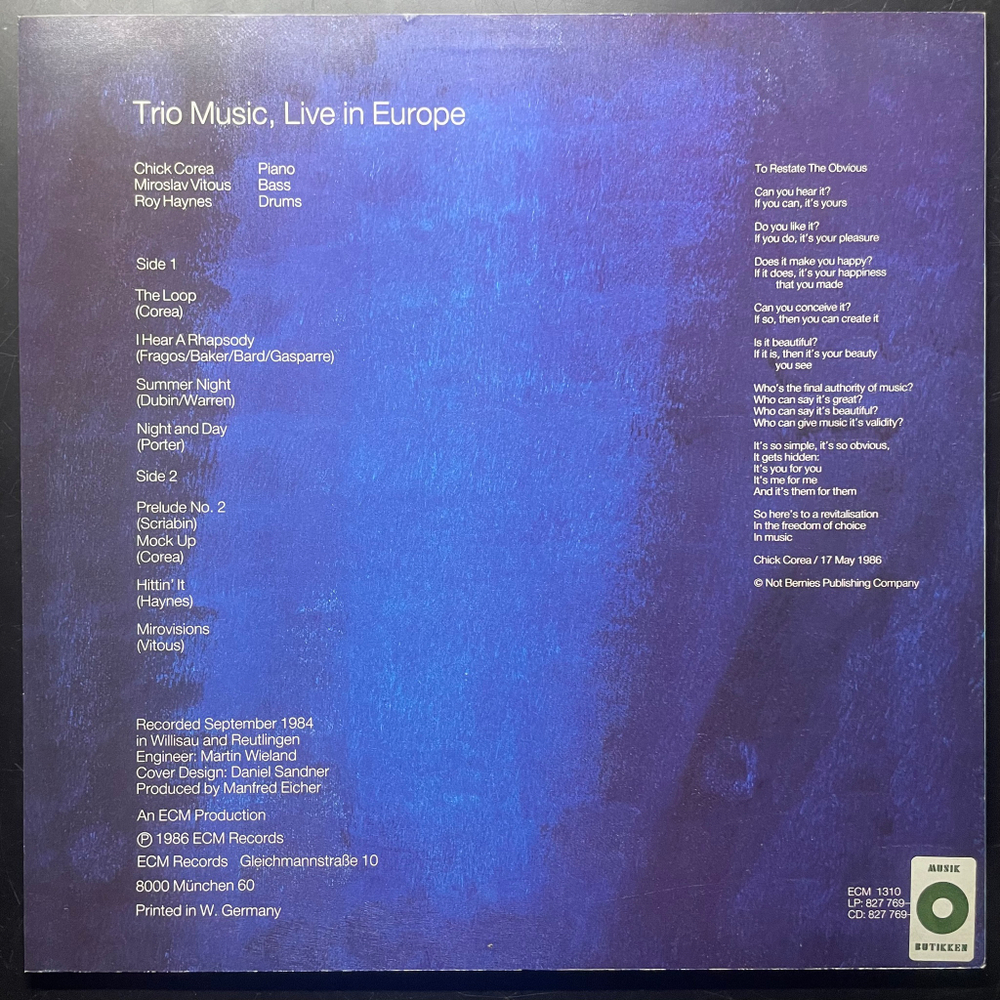 Trio Music, Live in Europe
Chick Corea Piano
Miroslav Vitous Bass
Roy Haynes Drums
Side 1
The Loop
(Corea)
I Hear A Rhapsody
(Fragos/Baker/Bard/Gasparre)
Summer Night
(Dubin/Warren)
Night and Day
(Porter)
Side 2
Prelude No. 2
(Scriabin)
Mock Up
(Corea)
Hittin' It
(Haynes)
Mirovisions
(Vitous)
Recorded September 1984
in Willisau and Reutlingen
Engineer: Martin Wieland
Cover Design: Daniel Sandner
Produced by Manfred Eicher
An ECM Production
℗ 1986 ECM Records
ECM Records Gleichmannstraße 10
8000 München 60
Printed in W. Germany
To Restate The Obvious
Can you hear it?
If you can, it's yours
Do you like it?
If you do, it's your pleasure
Does it make you happy?
If it does, it's your happiness
that you made
Can you conceive it?
If so, then you can create it
Is it beautiful?
If it is, then it's your beauty
you see
Who's the final authority of music?
Who can say it's great?
Who can say it's beautiful?
Who can give music it's validity?
It's so simple, it's so obvious,
It gets hidden:
It's you for you
It's me for me
And it's them for them
So here's to a revitalisation
In the freedom of choice
In music
Chick Corea / 17 May 1986
© Not Bernies Publishing Company
ECM 1310
LP: 827 769-
CD: 827 769-
MUSIK
BUTIKKEN